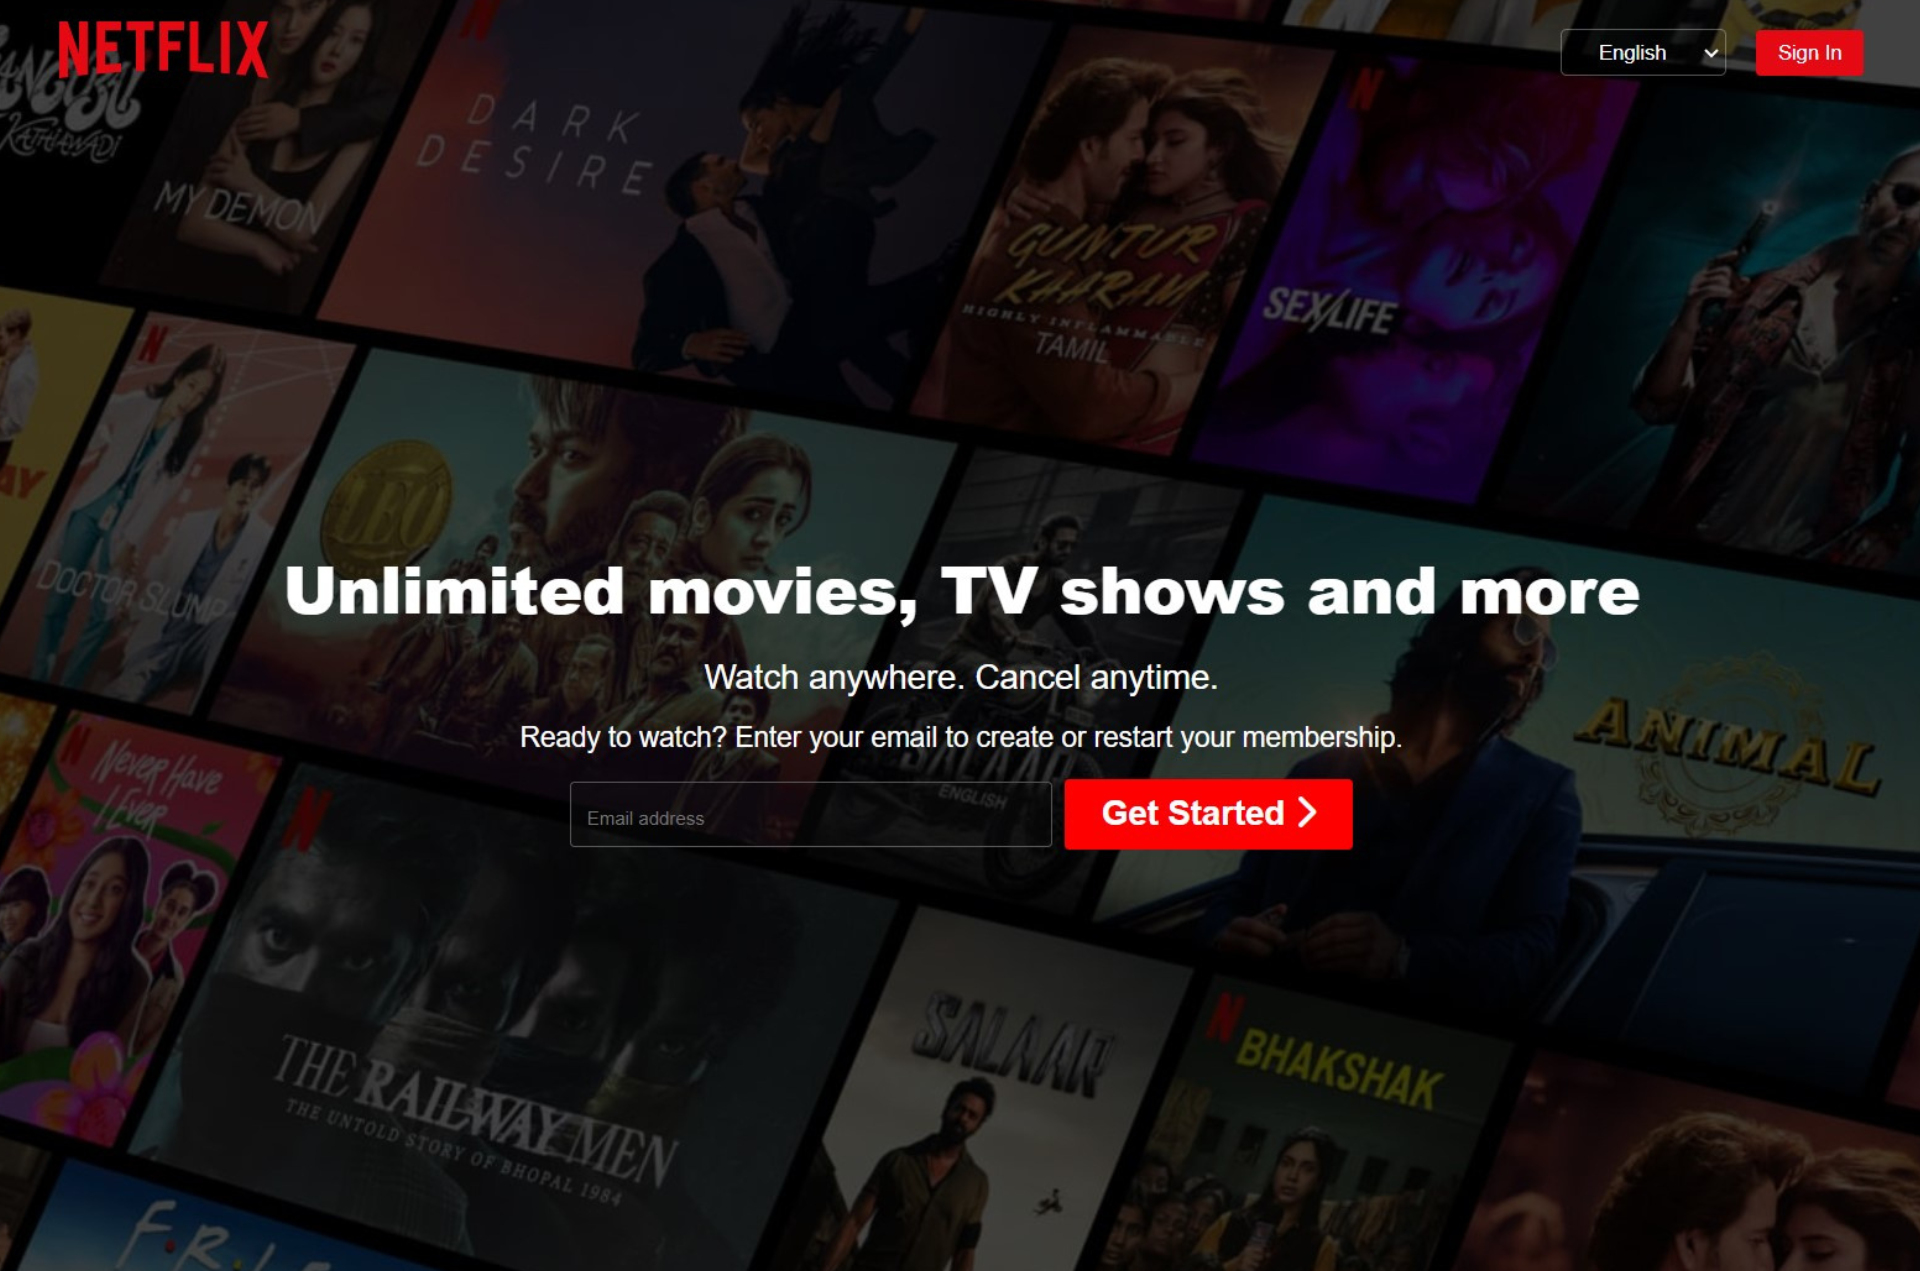 NETFLIX
English
Sign In
KATHIAWADI
MY DEMON
DARK
DESIRE
GUNTUR
KAARAM
HIGHLY INFLAMMABLE
TAMIL
SEX/LIFE
AY
DOCTOR SLUMP
LEO
Unlimited movies, TV shows and more
Watch anywhere. Cancel anytime.
Ready to watch? Enter your email to create or restart your membership.
Email address
Get Started
SALAAR
ENGLISH
ANIMAL
Never Have
I Ever
THE RAILWAY MEN
THE UNTOLD STORY OF BHOPAL 1984
SALAAR
BHAKSHAK
F·R·I